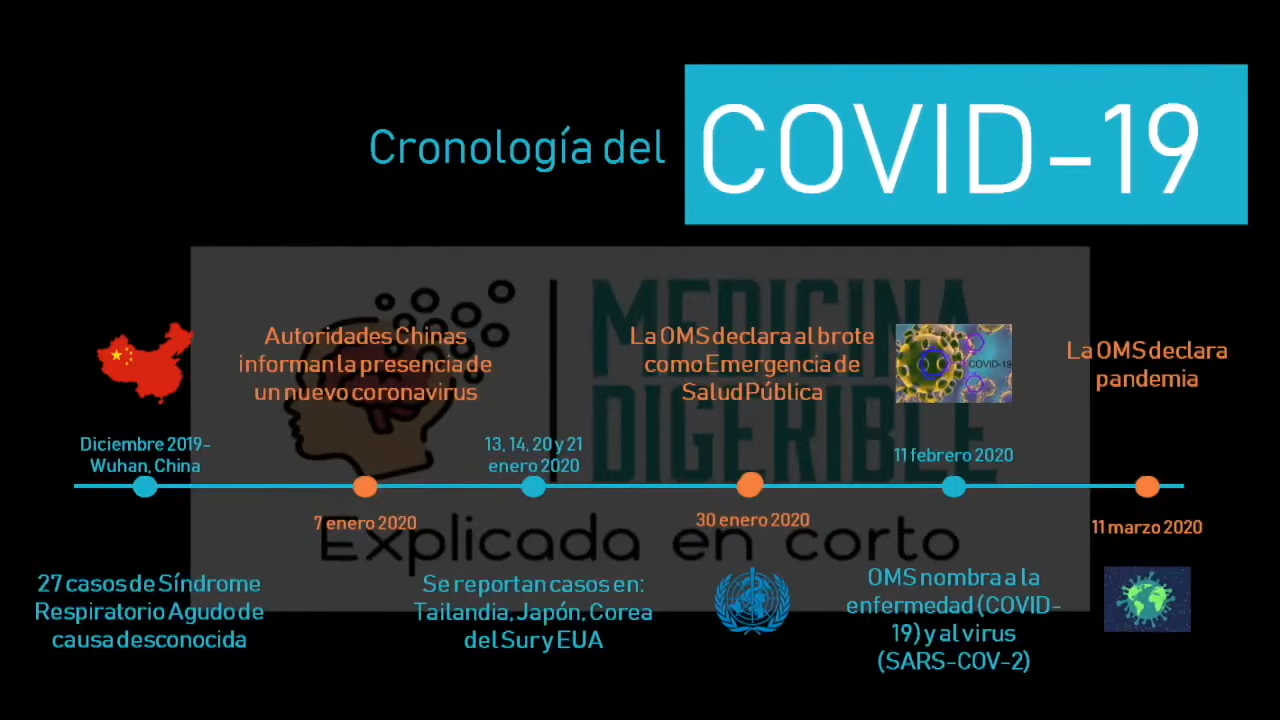 Cronología del
COVID-19
MEDICINA
DIGERIBLE
Explicada en corto
Diciembre 2019-
Wuhan, China
27 casos de Síndrome
Respiratorio Agudo de
causa desconocida
Autoridades Chinas
informan la presencia de
un nuevo coronavirus
7 enero 2020
13, 14, 20 y 21
enero 2020
Se reportan casos en:
Tailandia, Japón, Corea
del Sur y EUA
La OMS declara al brote
como Emergencia de
Salud Pública
30 enero 2020
COVID-19
11 febrero 2020
OMS nombra a la
enfermedad (COVID-
19) y al virus
(SARS-COV-2)
La OMS declara
pandemia
11 marzo 2020